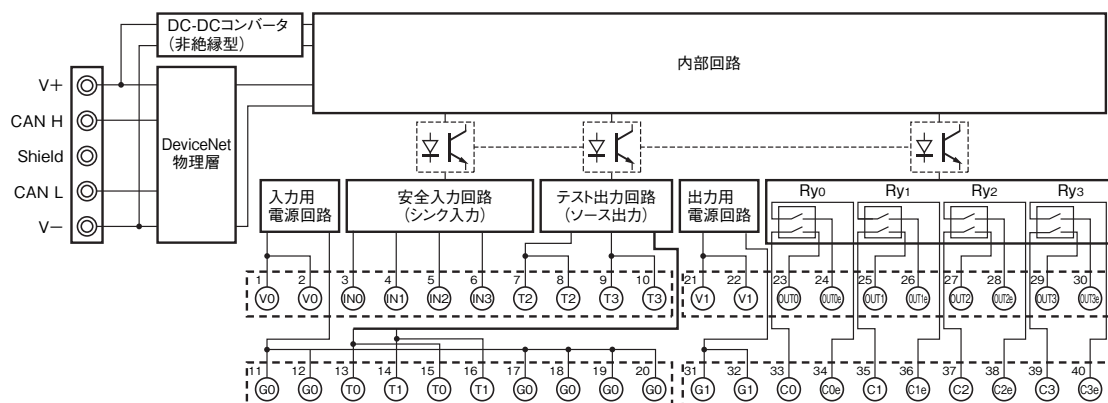 DC-DCコンバータ
(非絶縁型)
内部回路
V+
CAN H
Shield
CAN L
V−
DeviceNet
物理層
入力用
電源回路
安全入力回路
(シンク入力)
テスト出力回路
(ソース出力)
出力用
電源回路
Ry0 Ry1 Ry2 Ry3
1 2 3 4 5 6 7 8 9 10 21 22 23 24 25 26 27 28 29 30
V0 V0 IN0 IN1 IN2 IN3 T2 T2 T3 T3 V1 V1 OUT0 OUT0e OUT1 OUT1e OUT2 OUT2e OUT3 OUT3e
11 12 13 14 15 16 17 18 19 20 31 32 33 34 35 36 37 38 39 40
G0 G0 T0 T1 T0 T1 G0 G0 G0 G0 G1 G1 C0 C0e C1 C1e C2 C2e C3 C3e